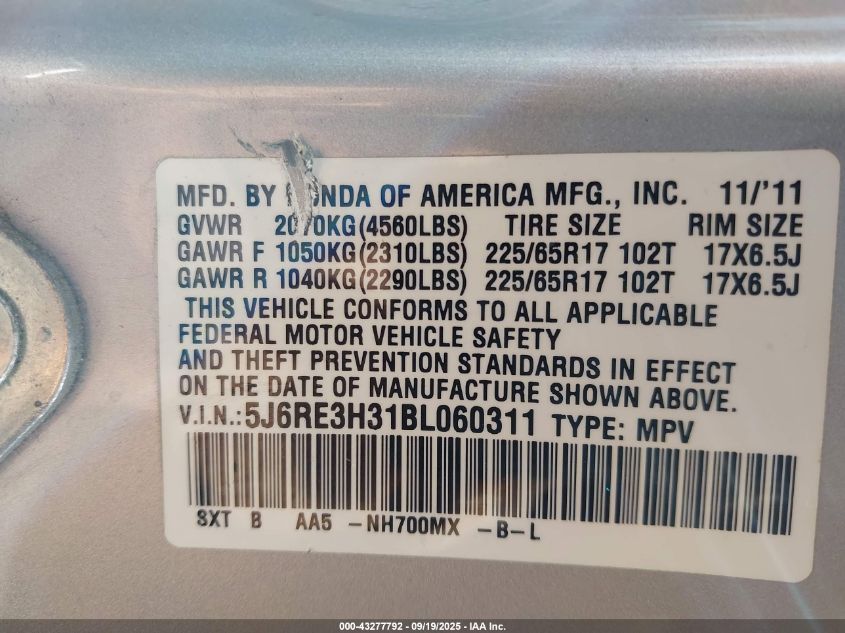 MFD. BY HONDA OF AMERICA MFG., INC. 11/'11
GVWR 2070KG(4560LBS) TIRE SIZE RIM SIZE
GAWR F 1050KG(2310LBS) 225/65R17 102T 17X6.5J
GAWR R 1040KG(2290LBS) 225/65R17 102T 17X6.5J
THIS VEHICLE CONFORMS TO ALL APPLICABLE
FEDERAL MOTOR VEHICLE SAFETY
AND THEFT PREVENTION STANDARDS IN EFFECT
ON THE DATE OF MANUFACTURE SHOWN ABOVE.
V.I.N.:5J6RE3H31BL060311 TYPE: MPV
SXT B AA5 -NH700MX -B-L
000-43277792 - 09/19/2025 - IAA Inc.